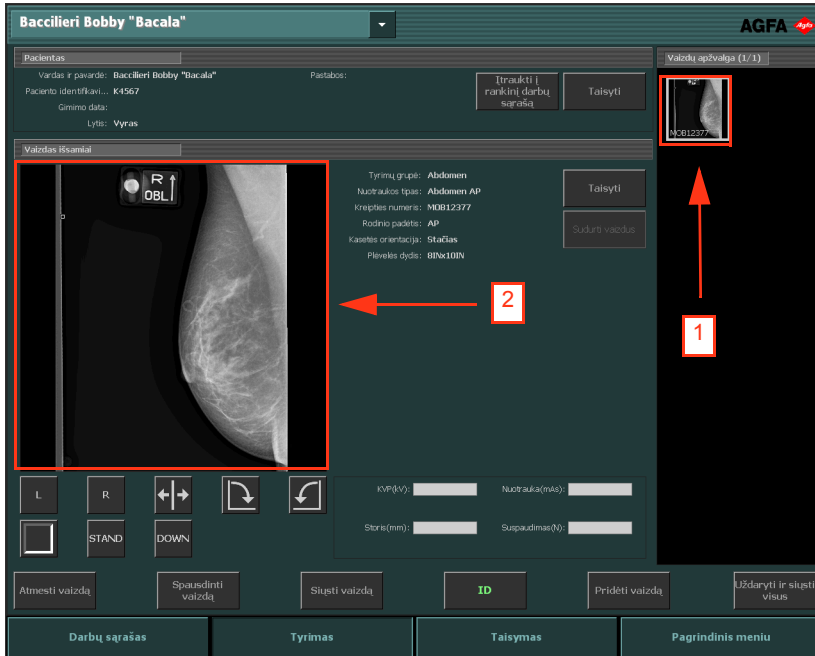 Baccilieri Bobby "Bacala"
AGFA
Agfa
Pacientas
Vardas ir pavardė: Baccilieri Bobby "Bacala"
Pastabos:
Paciento identifikavi... K4567
Gimimo data:
Lytis: Vyras
Įtraukti į
rankinį darbų
sąrašą
Taisyti
Vaizdų apžvalga (1/1)
MOB12377
1
Vaizdas išsamiai
R
OBL
2
Tyrimų grupė: Abdomen
Nuotraukos tipas: Abdomen AP
Kreipties numeris: MOB12377
Rodinio padėtis: AP
Kasetės orientacija: Stačias
Plėvelės dydis: 8INx10IN
Taisyti
Sudurti vaizdus
L
R
STAND
DOWN
KVP(kV):
Nuotrauka(mAs):
Storis(mm):
Suspaudimas(N):
Atmesti vaizdą
Spausdinti
vaizdą
Siųsti vaizdą
ID
Pridėti vaizdą
Uždaryti ir siųsti
visus
Darbų sąrašas
Tyrimas
Taisymas
Pagrindinis meniu